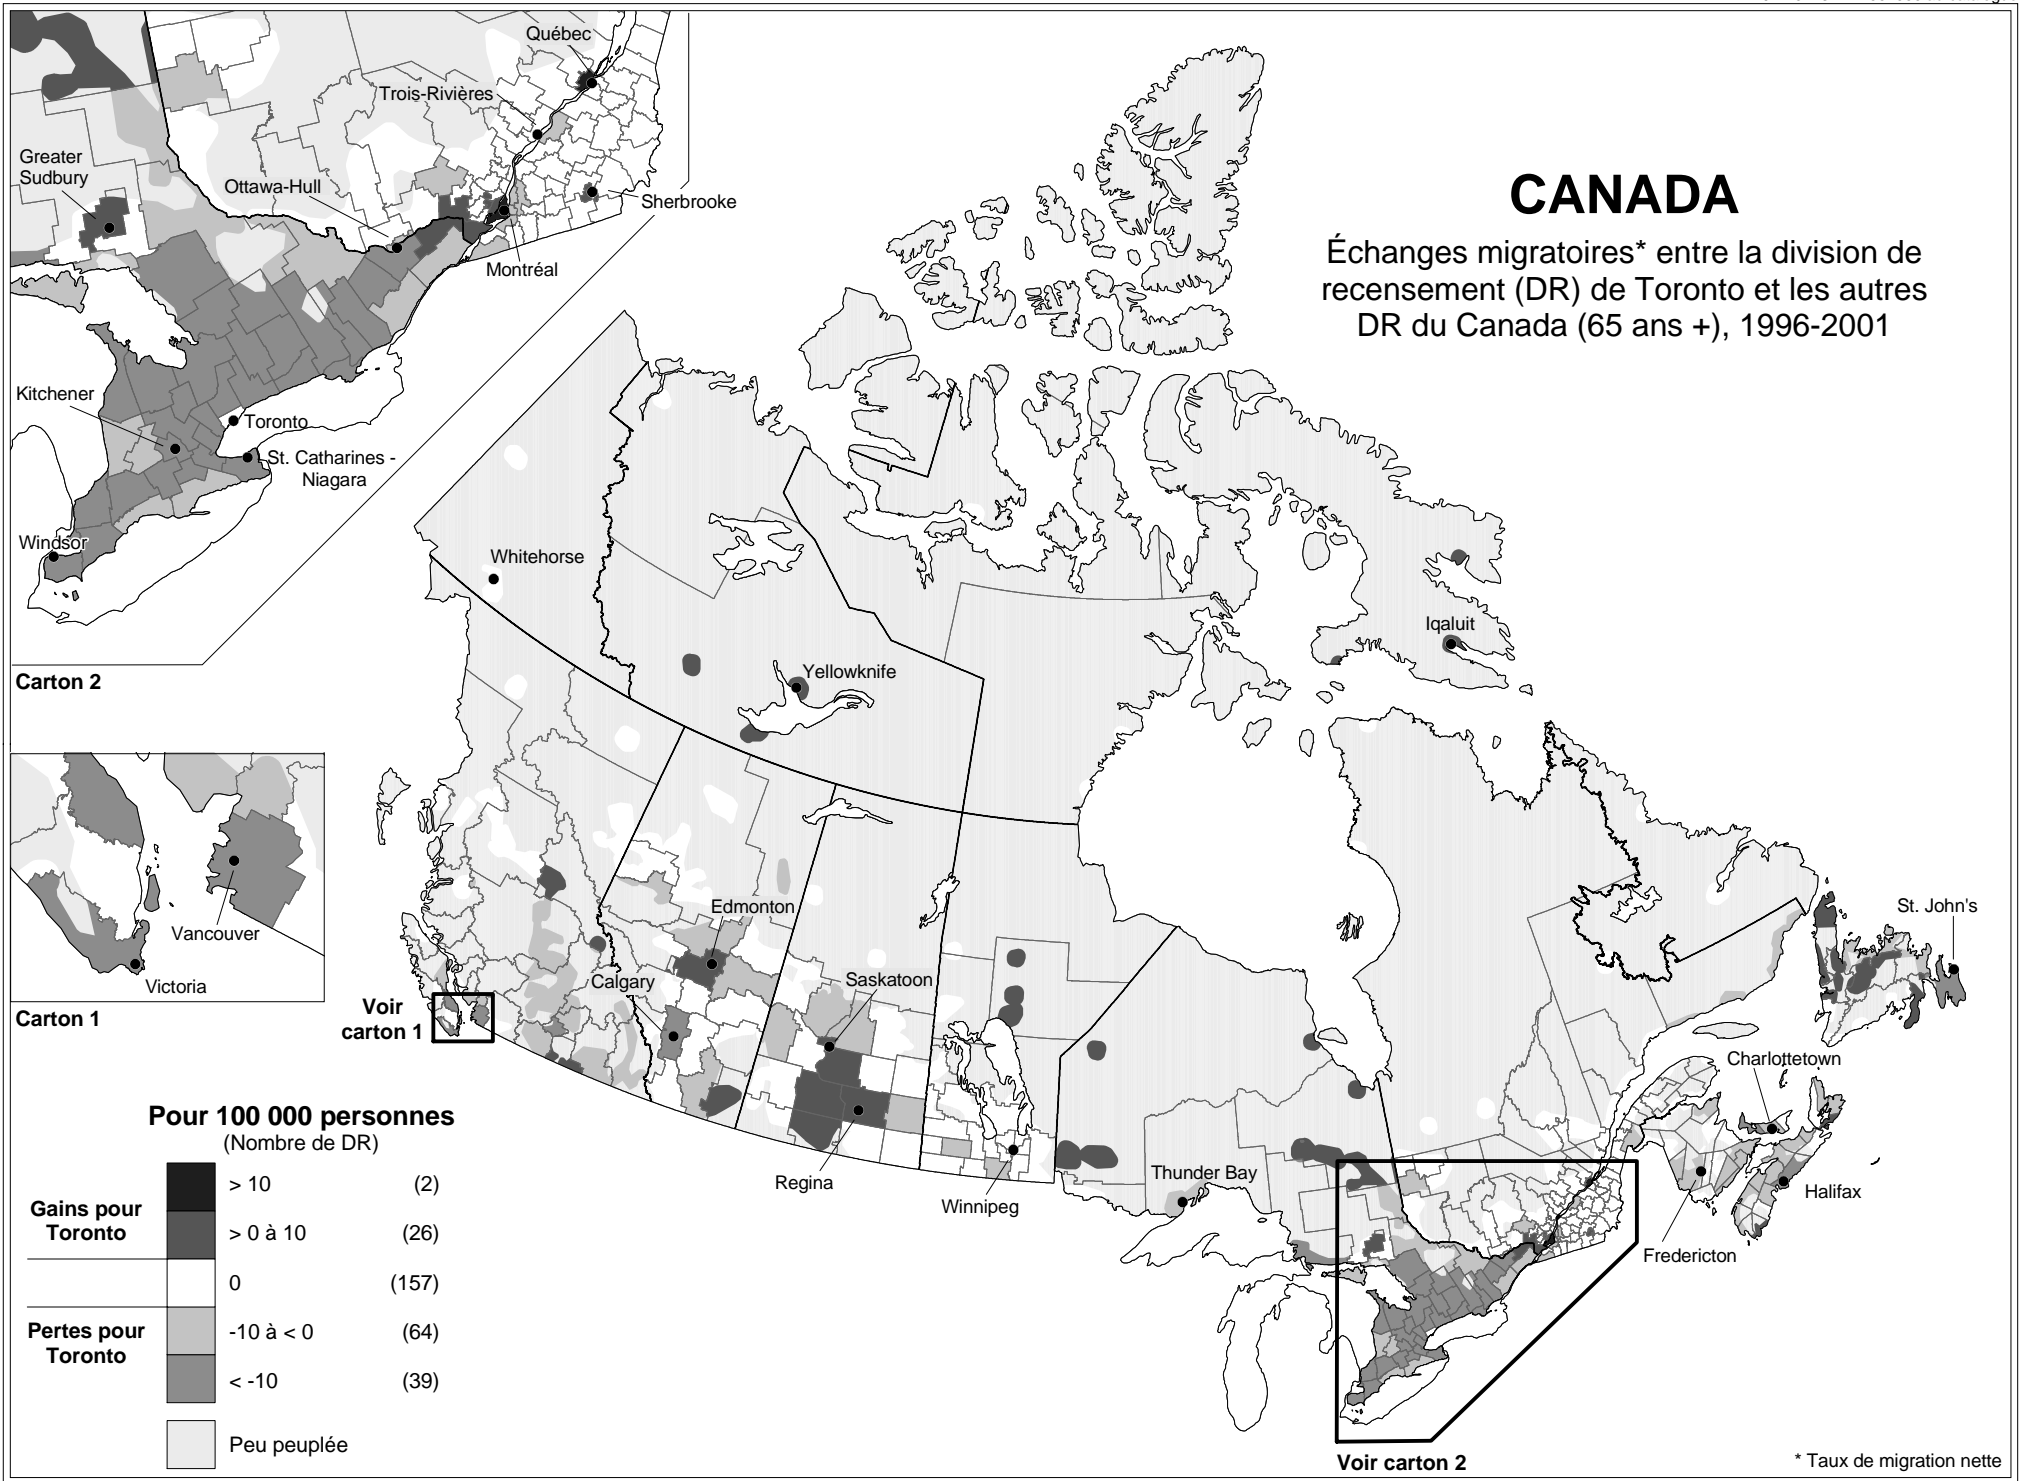 CANADA
Échanges migratoires* entre la division de
recensement (DR) de Toronto et les autres
DR du Canada (65 ans +), 1996-2001
Québec
Trois-Rivières
Greater
Sudbury
Ottawa-Hull
Sherbrooke
Montréal
Kitchener
Toronto
St. Catharines -
Niagara
Windsor
Carton 2
Whitehorse
Yellowknife
Iqaluit
Vancouver
Victoria
Carton 1
Voir
carton 1
Edmonton
Calgary
Saskatoon
Regina
Winnipeg
Thunder Bay
St. John's
Charlottetown
Halifax
Fredericton
Pour 100 000 personnes
(Nombre de DR)
Gains pour
Toronto
> 10 (2)
> 0 à 10 (26)
0 (157)
Pertes pour
Toronto
-10 à < 0 (64)
< -10 (39)
Peu peuplée
Voir carton 2
* Taux de migration nette